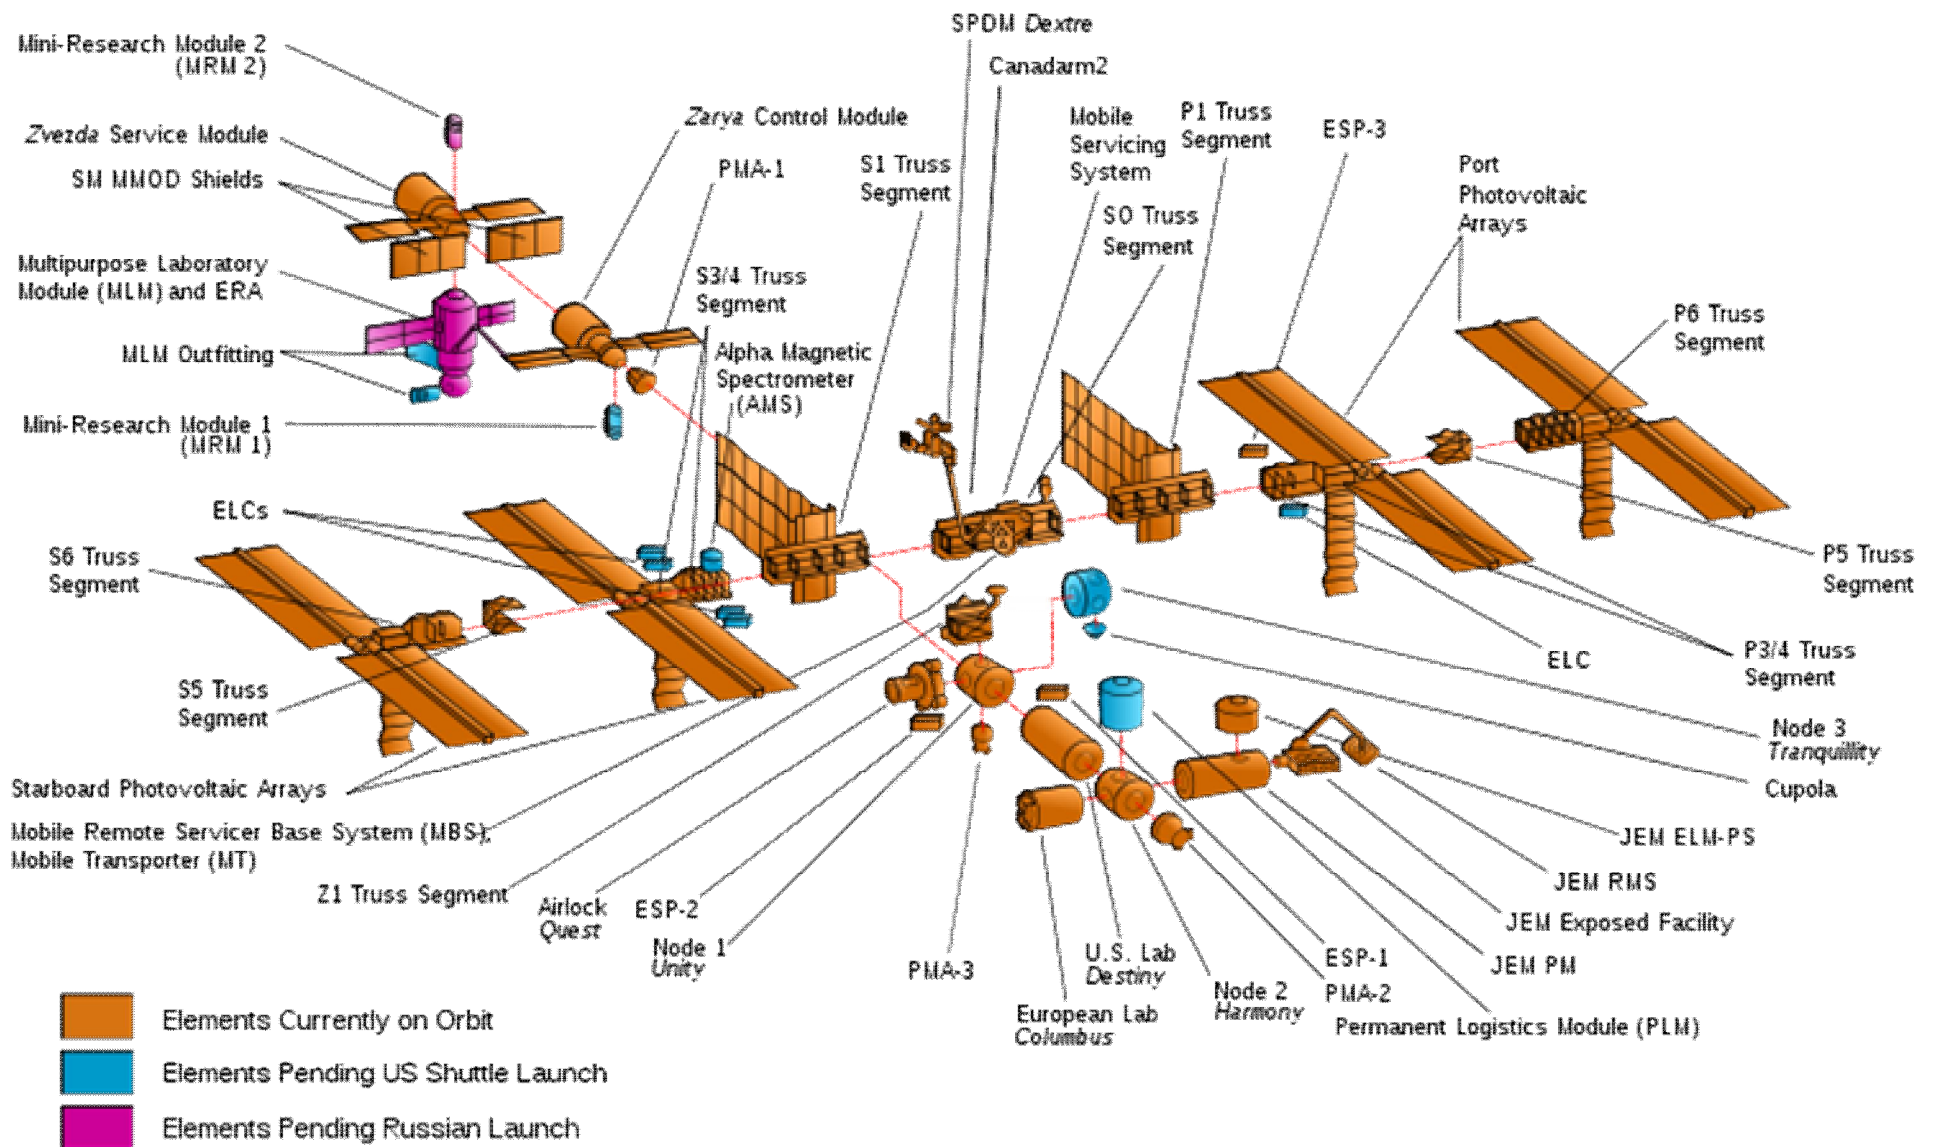 SPDM Dextre
Canadarm2
Mini-Research Module 2
(MRM 2)
Zvezda Service Module
SM MMOD Shields
Zarya Control Module
PMA-1
S1 Truss
Segment
Mobile
Servicing
System
P1 Truss
Segment
ESP-3
Port
Photovoltaic
Arrays
S0 Truss
Segment
Multipurpose Laboratory
Module (MLM) and ERA
S3/4 Truss
Segment
P6 Truss
Segment
MLM Outfitting
Alpha Magnetic
Spectrometer
(AMS)
Mini-Research Module 1
(MRM 1)
ELCs
S6 Truss
Segment
P5 Truss
Segment
S5 Truss
Segment
ELC
P3/4 Truss
Segment
Node 3
Tranquillity
Cupola
Starboard Photovoltaic Arrays
Mobile Remote Servicer Base System (MBS),
Mobile Transporter (MT)
Z1 Truss Segment
Airlock
Quest
ESP-2
Node 1
Unity
PMA-3
U.S. Lab
Destiny
European Lab
Columbus
Node 2
Harmony
JEM ELM-PS
JEM RMS
JEM Exposed Facility
JEM PM
ESP-1
PMA-2
Permanent Logistics Module (PLM)
Elements Currently on Orbit
Elements Pending US Shuttle Launch
Elements Pending Russian Launch